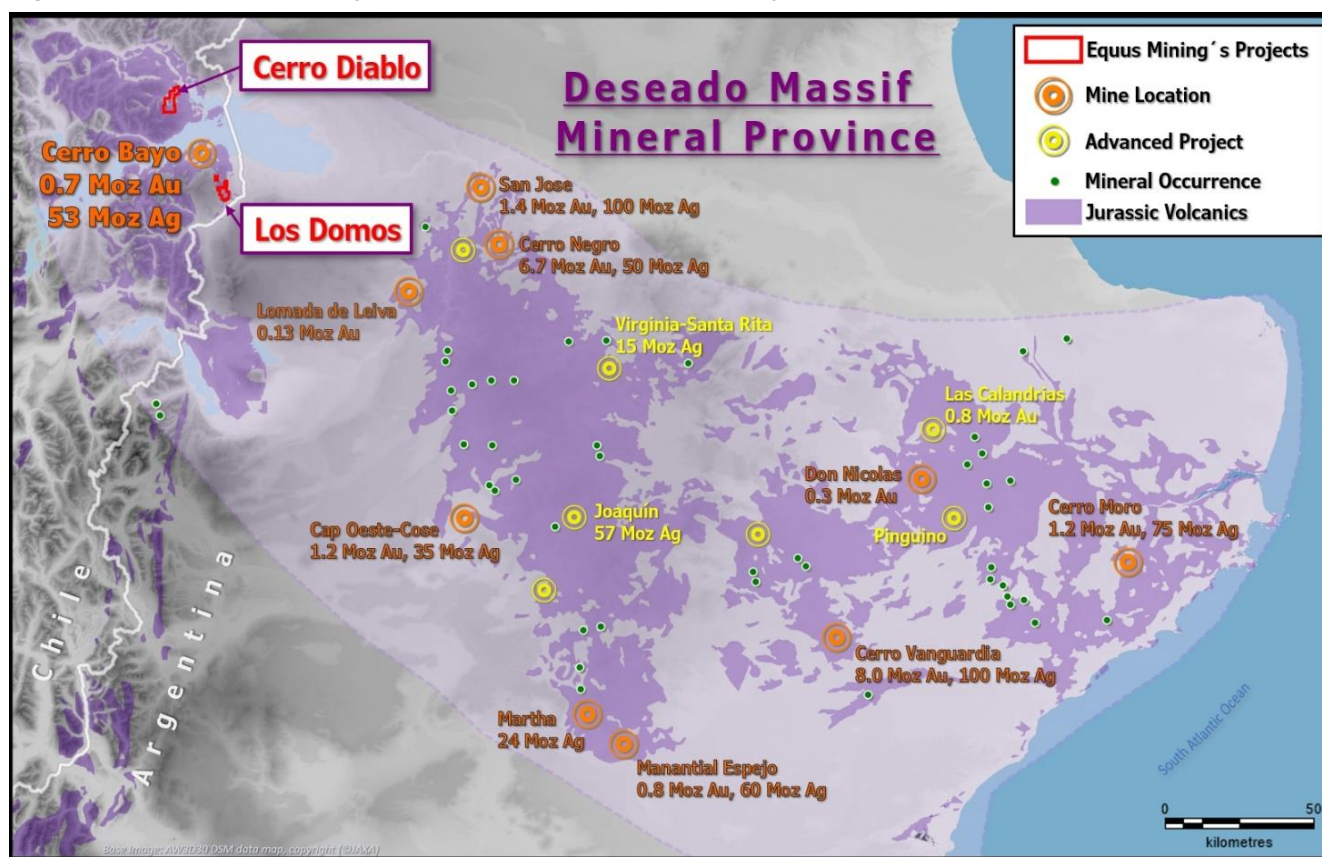 Deseado Massif
Mineral Province
Equus Mining´s Projects
Mine Location
Advanced Project
Mineral Occurrence
Jurassic Volcanics
Cerro Diablo
Cerro Bayo
0.7 Moz Au
53 Moz Ag
Los Domos
San Jose
1.4 Moz Au, 100 Moz Ag
Cerro Negro
6.7 Moz Au, 50 Moz Ag
Lomada de Leiva
0.13 Moz Au
Virginia-Santa Rita
15 Moz Ag
Las Calandrias
0.8 Moz Au
Don Nicolas
0.3 Moz Au
Cap Oeste-Cose
1.2 Moz Au, 35 Moz Ag
Joaquin
57 Moz Ag
Pinguino
Cerro Moro
1.2 Moz Au, 75 Moz Ag
Cerro Vanguardia
8.0 Moz Au, 100 Moz Ag
Martha
24 Moz Ag
Manantial Espejo
0.8 Moz Au, 60 Moz Ag
Chile
Argentina
South Atlantic Ocean
0 50
kilometres
Base Image: AW3D30 DSM data map, copyright (©JAXA)